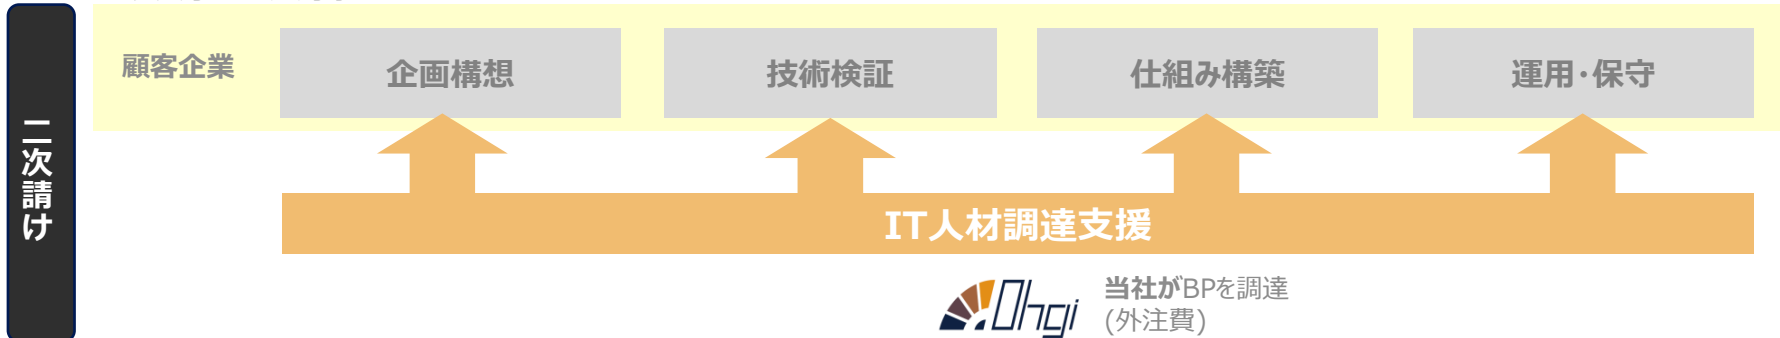 二次請け
顧客企業
企画構想
技術検証
仕組み構築
運用・保守
IT人材調達支援
Ohgi
当社がBPを調達
(外注費)